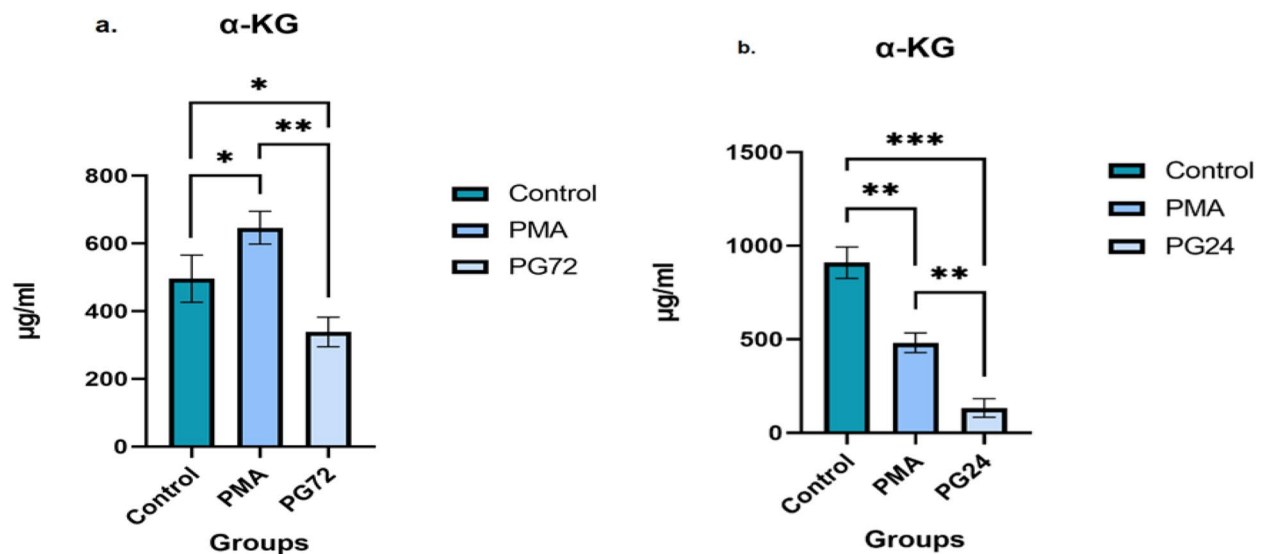 a.
α-KG
*
**
*
800
600
400
200
0
µg/ml
Control
PMA
PG72
Groups
Control
PMA
PG72
b.
α-KG
***
**
**
1500
1000
500
0
µg/ml
Control
PMA
PG24
Groups
Control
PMA
PG24